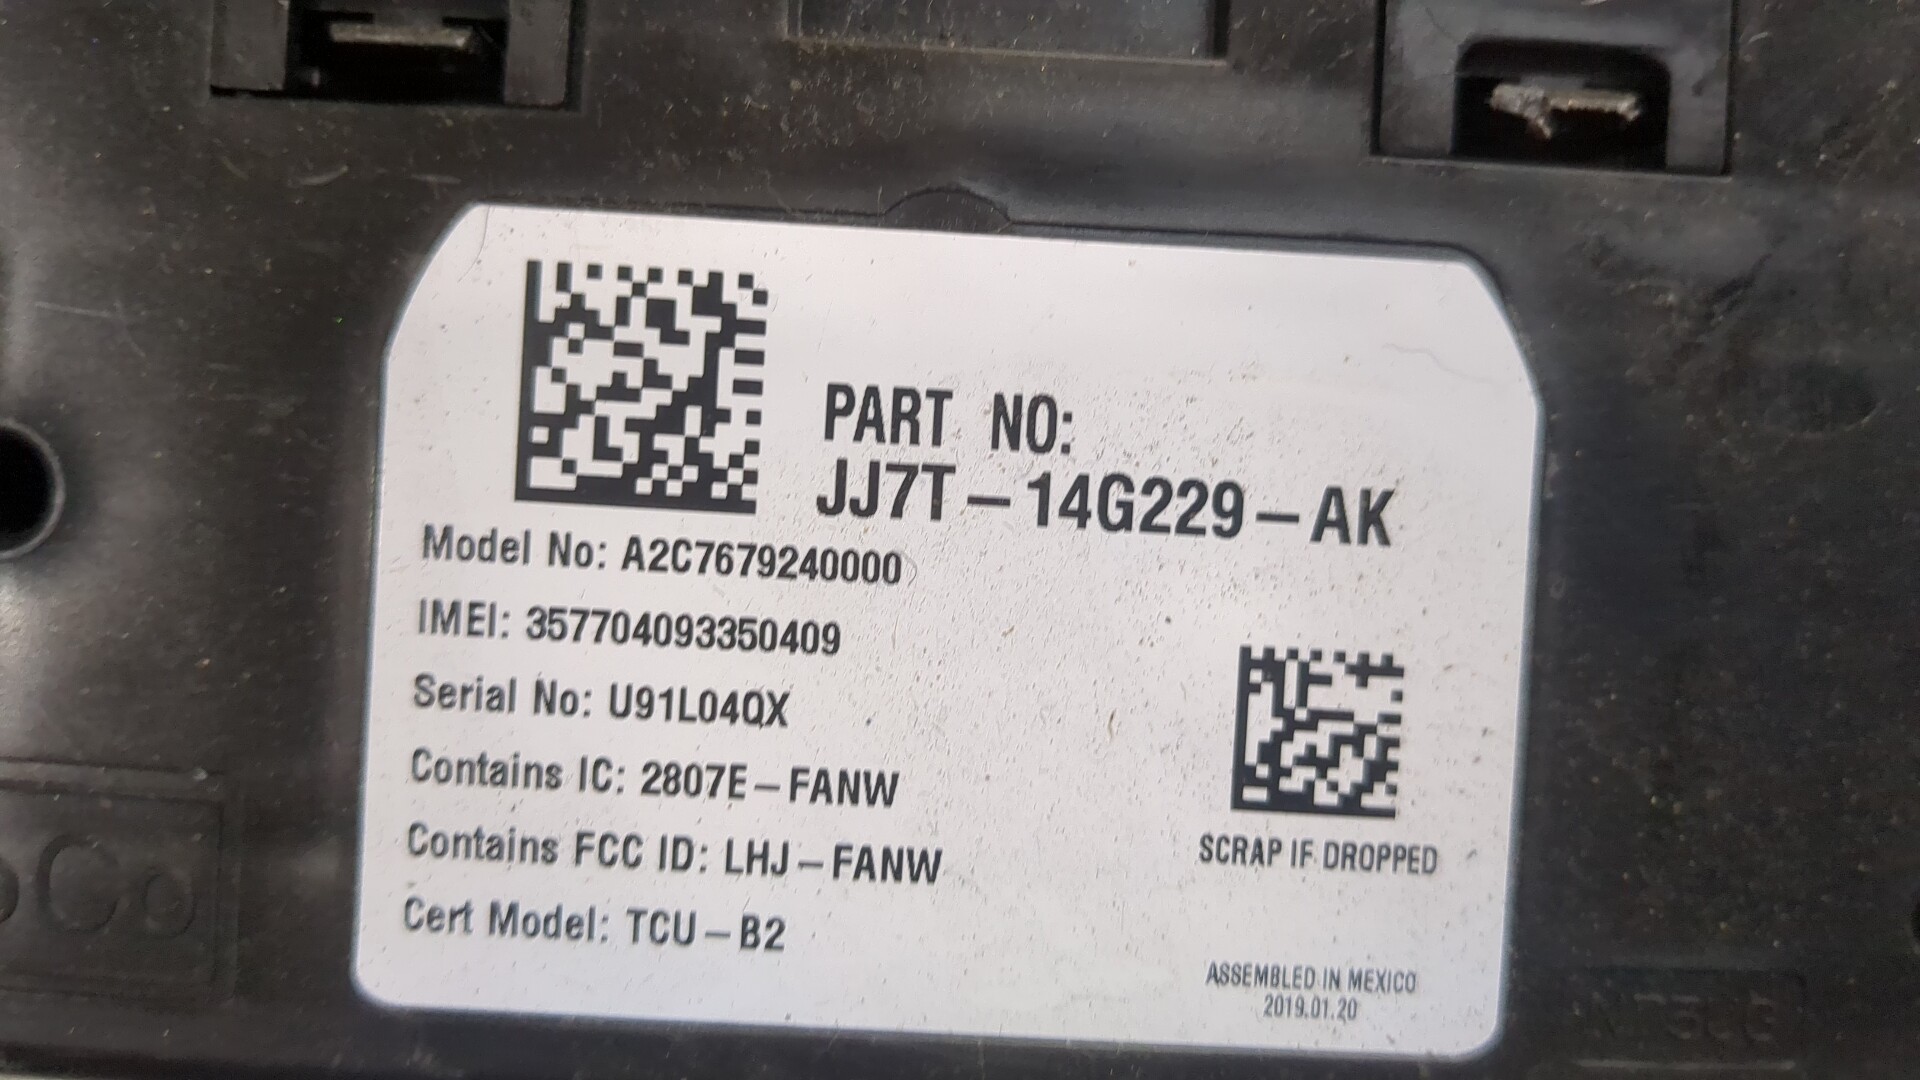 PART NO:
JJ7T-14G229-AK
Model No: A2C7679240000
IMEI: 357704093350409
Serial No: U91L04QX
Contains IC: 2807E-FANW
Contains FCC ID: LHJ-FANW
Cert Model: TCU-B2
SCRAP IF DROPPED
ASSEMBLED IN MEXICO
2019.01.20